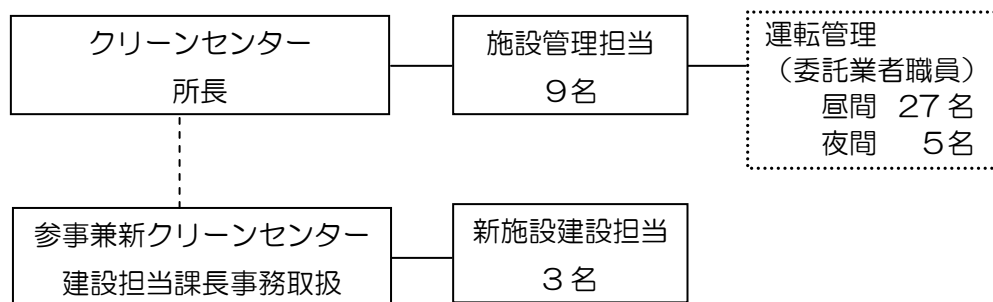 クリーンセンター
所長
施設管理担当
９名
運転管理
（委託業者職員）
昼間 27名
夜間 5名
参事兼新クリーンセンター
建設担当課長事務取扱
新施設建設担当
３名